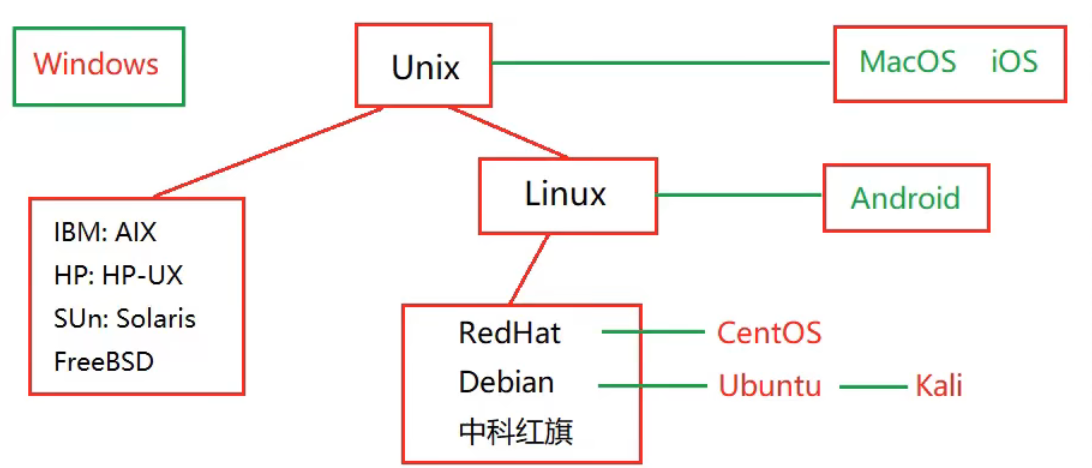 Windows
Unix
MacOS iOS
Linux
Android
IBM: AIX
HP: HP-UX
SUn: Solaris
FreeBSD
RedHat CentOS
Debian Ubuntu Kali
中科红旗